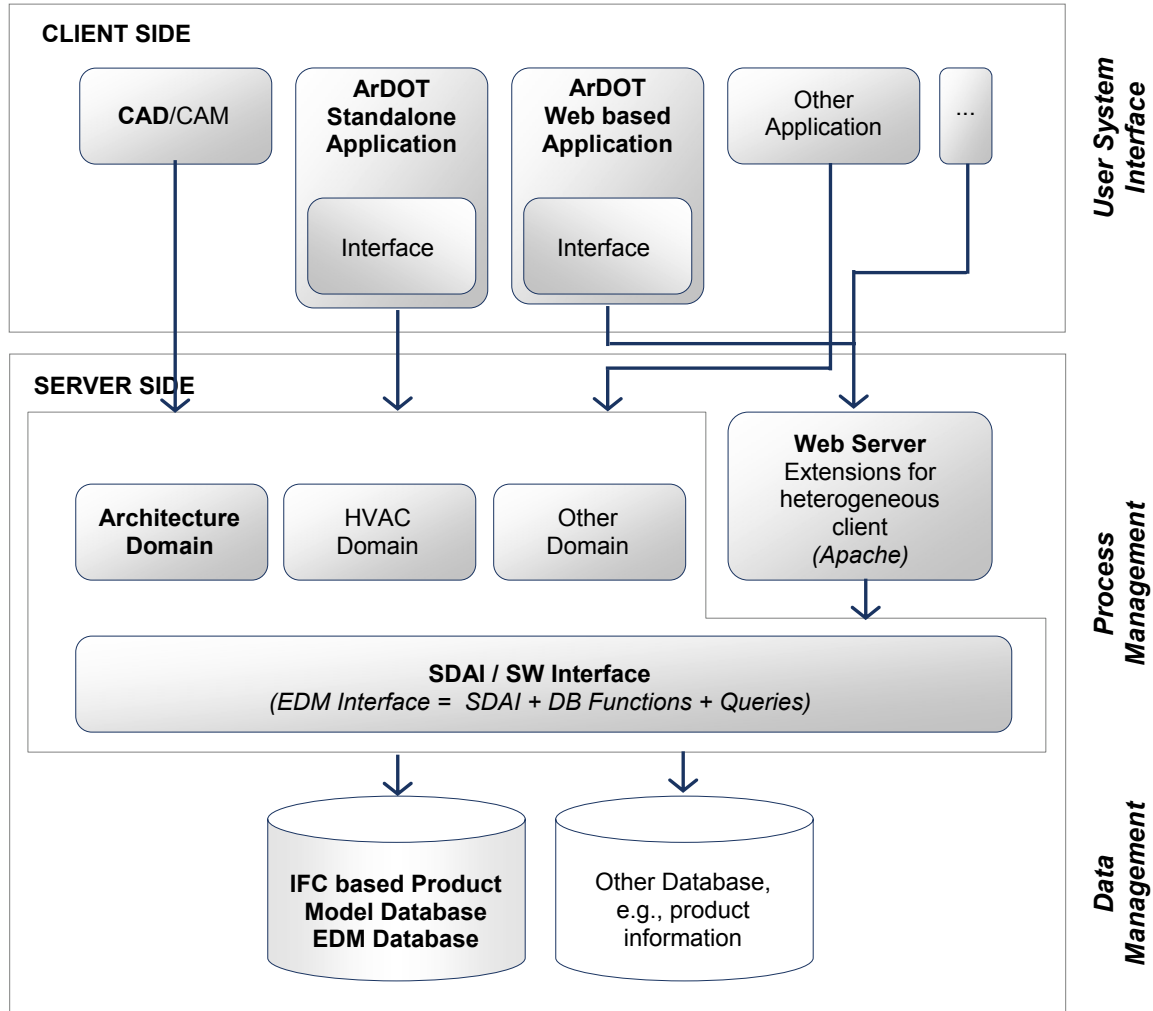 CLIENT SIDE
CAD/CAM
ArDOT
Standalone
Application
Interface
ArDOT
Web based
Application
Interface
Other
Application
...
User System
Interface
SERVER SIDE
Architecture
Domain
HVAC
Domain
Other
Domain
Web Server
Extensions for
heterogeneous
client
(Apache)
Process
Management
SDAI / SW Interface
(EDM Interface = SDAI + DB Functions + Queries)
IFC based Product
Model Database
EDM Database
Other Database,
e.g., product
information
Data
Management